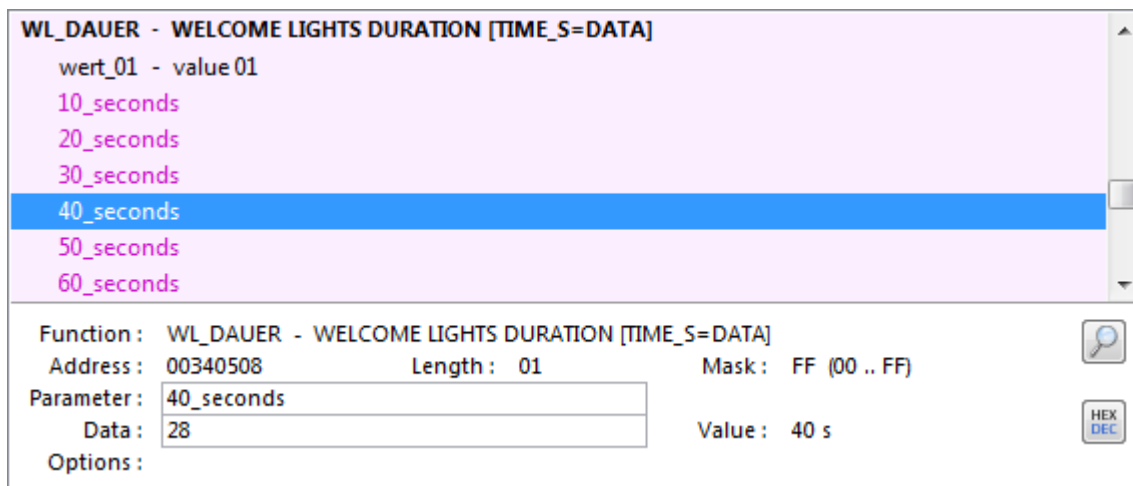 WL_DAUER - WELCOME LIGHTS DURATION [TIME_S=DATA]
wert_01 - value 01
10_seconds
20_seconds
30_seconds
40_seconds
50_seconds
60_seconds
Function : WL_DAUER - WELCOME LIGHTS DURATION [TIME_S=DATA]
Address : 00340508 Length : 01 Mask : FF (00 .. FF)
Parameter : 40_seconds
Data : 28 Value : 40 s
HEX
DEC
Options :